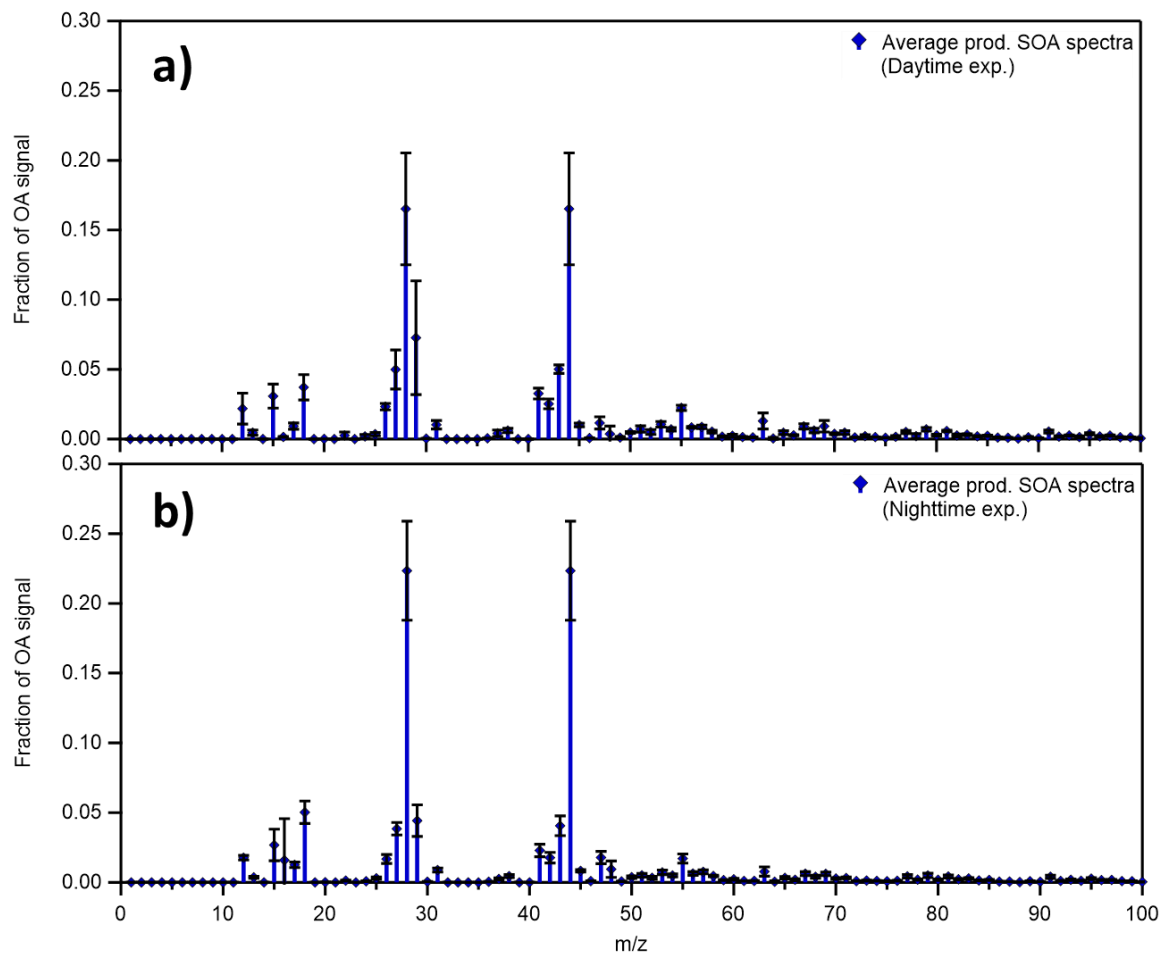 0.30
0.25
0.20
0.15
0.10
0.05
0.00
Fraction of OA signal
a)
Average prod. SOA spectra
(Daytime exp.)
0.30
0.25
0.20
0.15
0.10
0.05
0.00
Fraction of OA signal
b)
Average prod. SOA spectra
(Nighttime exp.)
0 10 20 30 40 50 60 70 80 90 100
m/z